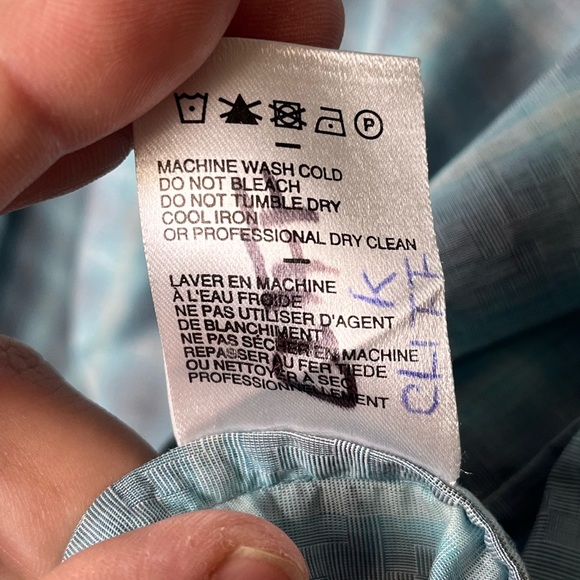 P
MACHINE WASH COLD
DO NOT BLEACH
DO NOT TUMBLE DRY
COOL IRON
OR PROFESSIONAL DRY CLEAN
LAVER EN MACHINE
À L'EAU FROIDE
NE PAS UTILISER D'AGENT
DE BLANCHIMENT
NE PAS SÉCHER EN MACHINE
REPASSER AU FER TIEDE
OU NETTOYER À SEC
PROFESSIONNELLEMENT
K